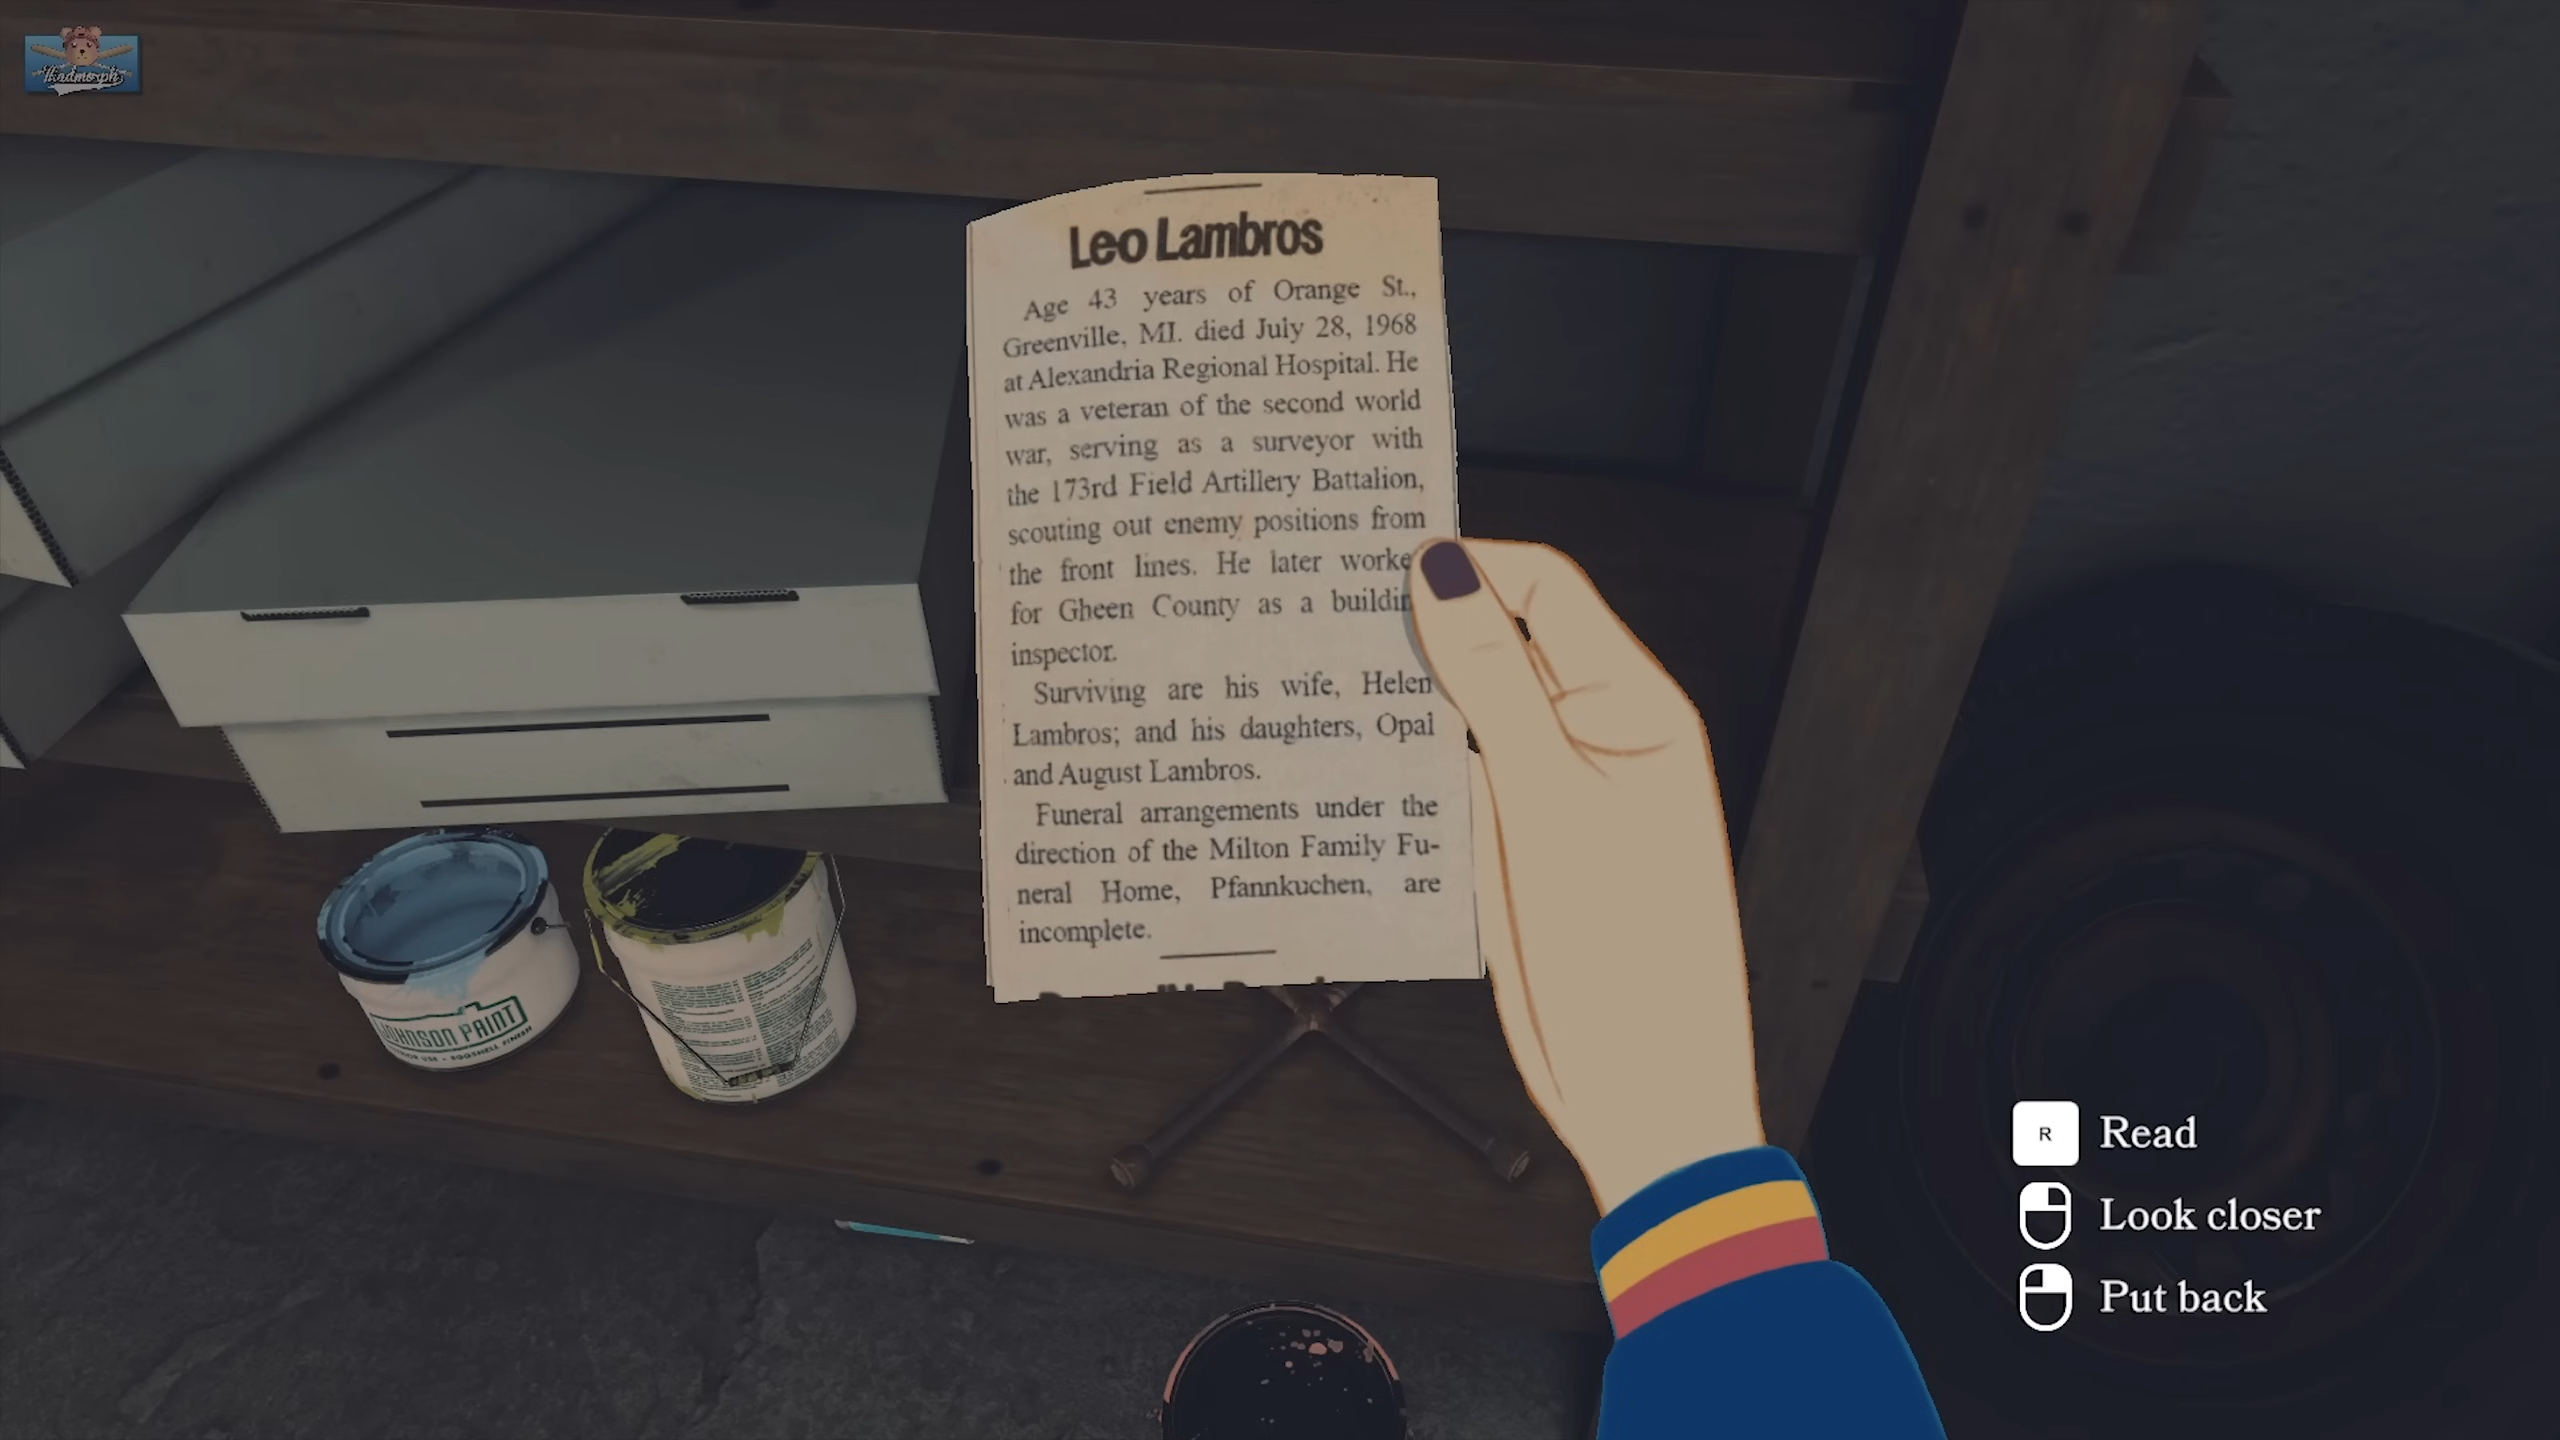 Leo Lambros
Age 43 years of Orange St.,
Greenville, MI. died July 28, 1968
at Alexandria Regional Hospital. He
was a veteran of the second world
war, serving as a surveyor with
the 173rd Field Artillery Battalion,
scouting out enemy positions from
the front lines. He later worke
for Gheen County as a buildin
inspector.
Surviving are his wife, Helen
Lambros; and his daughters, Opal
and August Lambros.
Funeral arrangements under the
direction of the Milton Family Fu-
neral Home, Pfannkuchen, are
incomplete.
JOHNSON PAINT
USE - EGGSHELL FINISH
R Read
Look closer
Put back